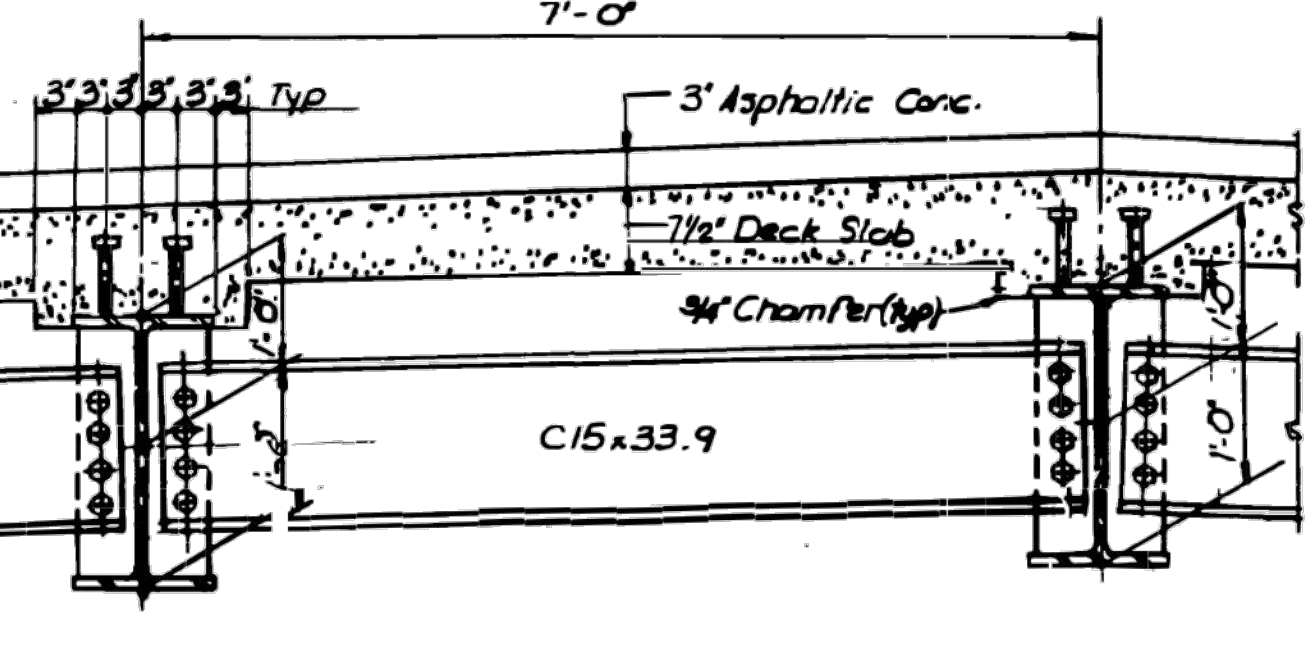 7'-0"
3" 3" 3" 3" 3" 3" Typ
3" Asphaltic Conc.
7½" Deck Slab
¾" Chamfer(typ)
1'-0"
C15x33.9
1'-0"